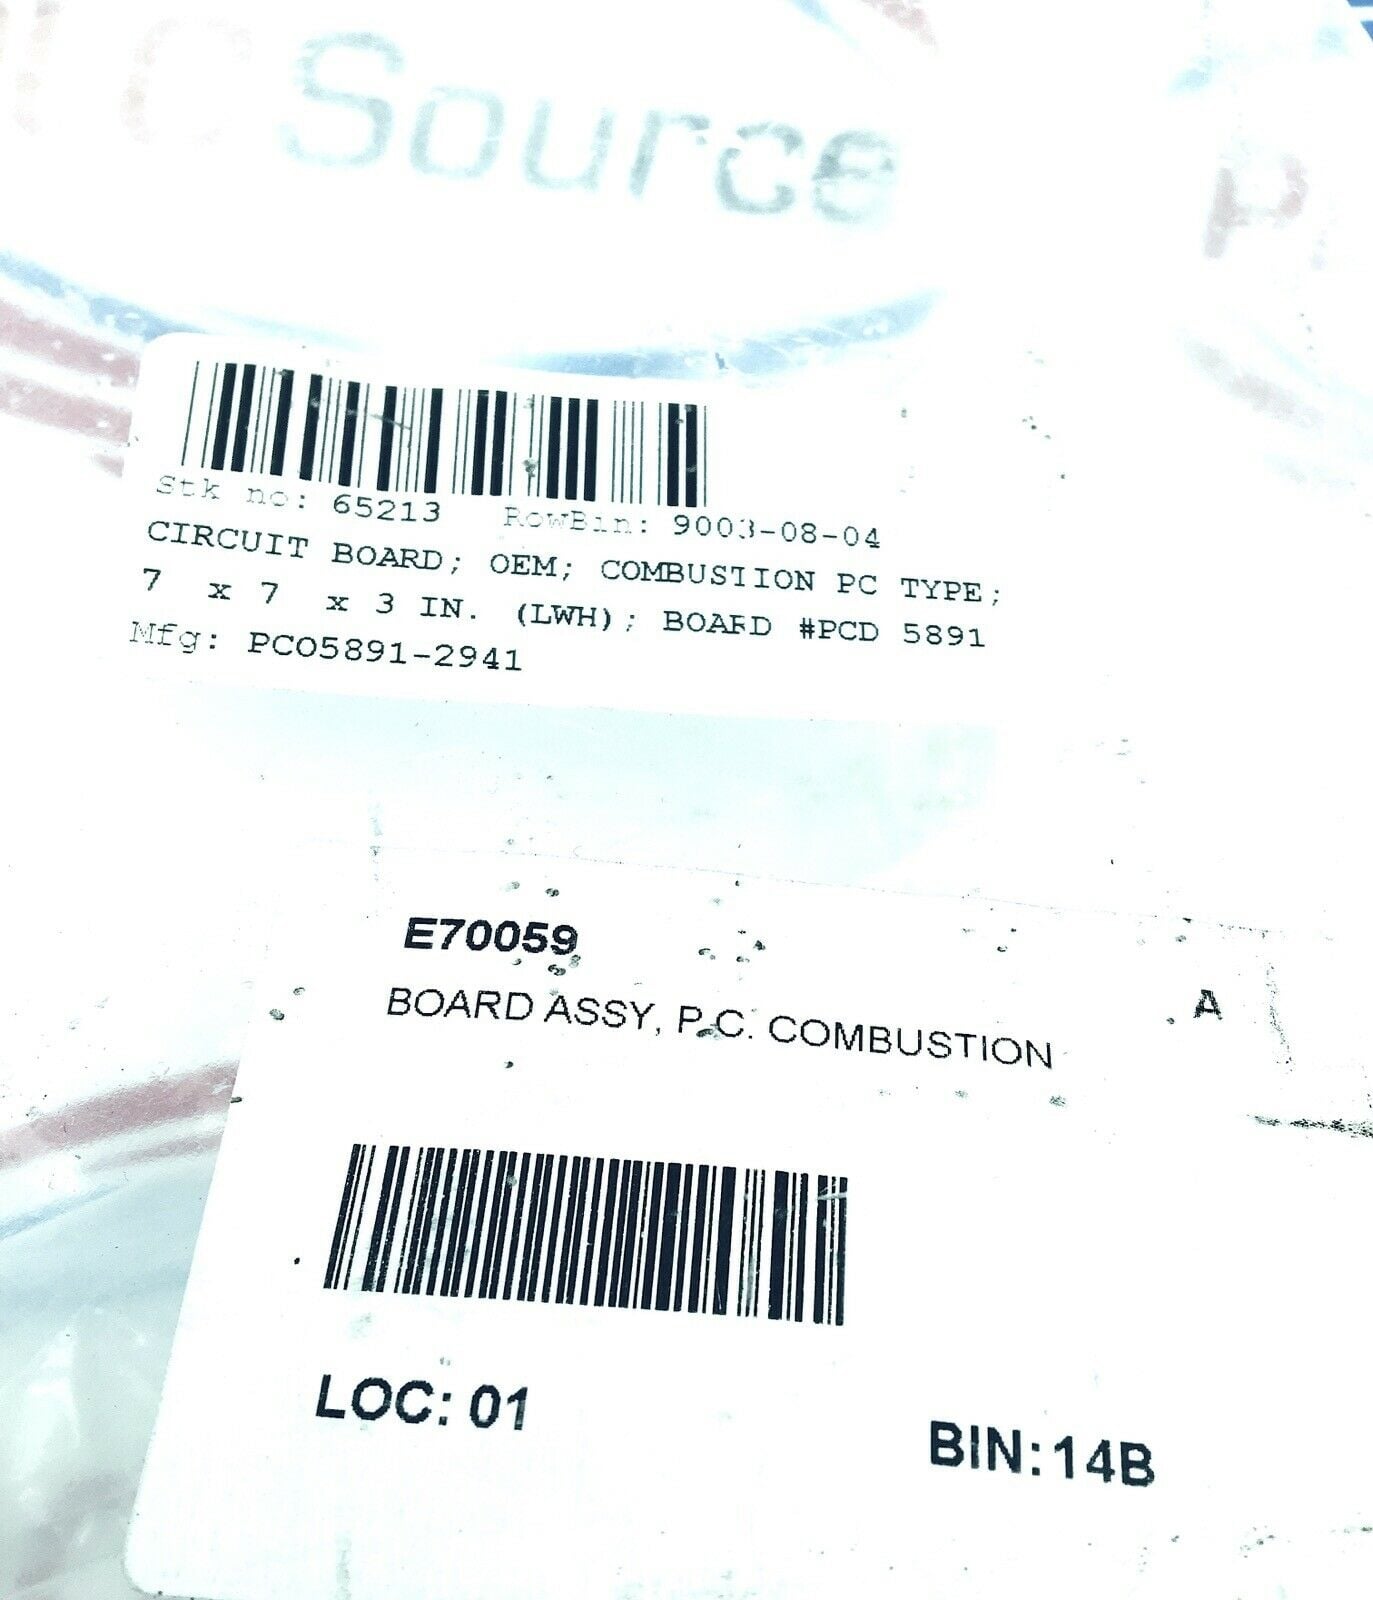 Source
P
Stk no: 65213 RowBin: 9003-08-04
CIRCUIT BOARD; OEM; COMBUSTION PC TYPE;
7 x 7 x 3 IN. (LWH); BOARD #PCD 5891
Mfg: PCO5891-2941
E70059
A
BOARD ASSY, P.C. COMBUSTION
LOC: 01
BIN:14B